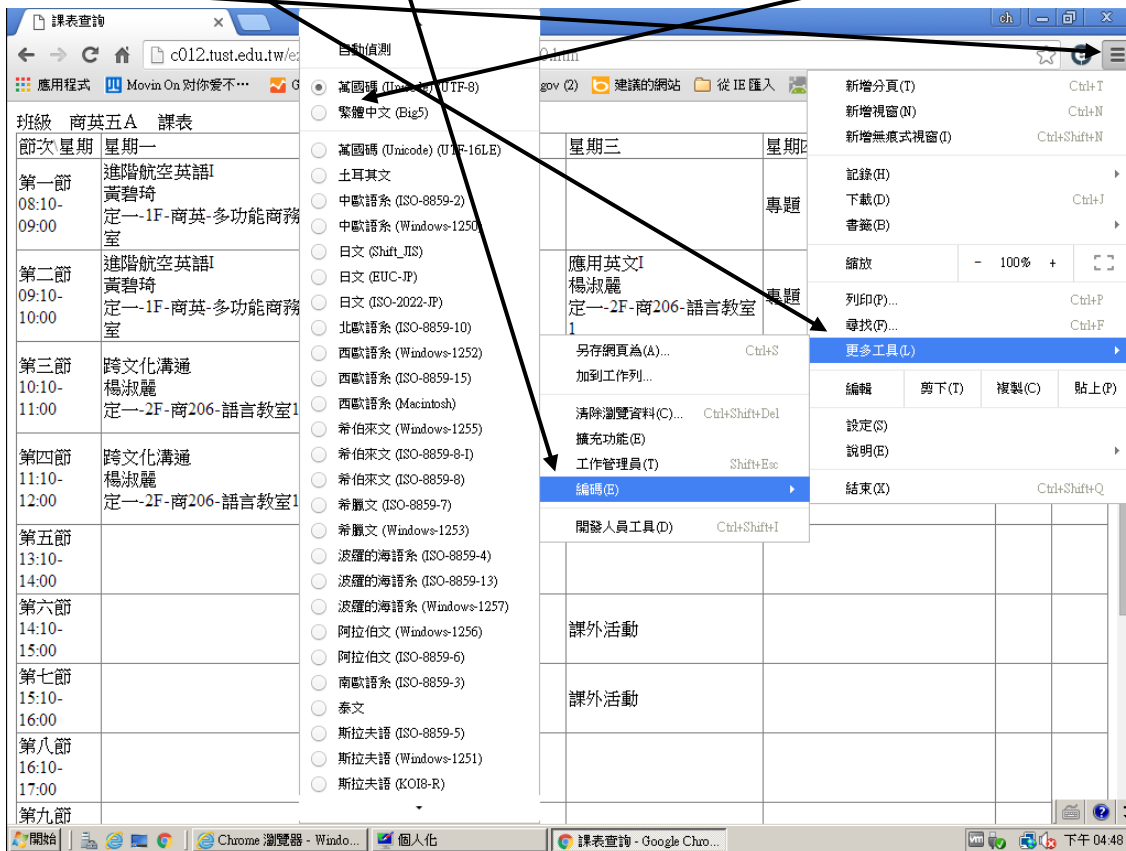 課表查詢
ch
c012.tust.edu.tw/e
應用程式
Movin On 对你爱不⋯
G
gov (2)
建議的網站
從 IE 匯入
班級 商英五A 課表
節次\星期 星期一 星期三
第一節
08:10-
09:00
進階航空英語I
黃碧琦
定一-1F-商英-多功能商務
室
專題
第二節
09:10-
10:00
進階航空英語I
黃碧琦
定一-1F-商英-多功能商務
室
應用英文I
楊淑麗
定一-2F-商206-語言教室
1
專題
第三節
10:10-
11:00
跨文化溝通
楊淑麗
定一-2F-商206-語言教室1
第四節
11:10-
12:00
跨文化溝通
楊淑麗
定一-2F-商206-語言教室1
第五節
13:10-
14:00
第六節
14:10-
15:00
課外活動
第七節
15:10-
16:00
課外活動
第八節
16:10-
17:00
第九節
自動偵測
萬國碼 (Unicode) (UTF-8)
繁體中文 (Big5)
萬國碼 (Unicode) (UTF-16LE)
土耳其文
中歐語系 (ISO-8859-2)
中歐語系 (Windows-1250)
日文 (Shift_JIS)
日文 (EUC-JP)
日文 (ISO-2022-JP)
北歐語系 (ISO-8859-10)
西歐語系 (Windows-1252)
西歐語系 (ISO-8859-15)
西歐語系 (Macintosh)
希伯來文 (Windows-1255)
希伯來文 (ISO-8859-8-I)
希伯來文 (ISO-8859-8)
希臘文 (ISO-8859-7)
希臘文 (Windows-1253)
波羅的海語系 (ISO-8859-4)
波羅的海語系 (ISO-8859-13)
波羅的海語系 (Windows-1257)
阿拉伯文 (Windows-1256)
阿拉伯文 (ISO-8859-6)
南歐語系 (ISO-8859-3)
泰文
斯拉夫語 (ISO-8859-5)
斯拉夫語 (Windows-1251)
斯拉夫語 (KOI8-R)
另存網頁為(A)... Ctrl+S
加到工作列...
清除瀏覽資料(C)... Ctrl+Shift+Del
擴充功能(E)
工作管理員(T) Shift+Esc
編碼(E)
開發人員工具(D) Ctrl+Shift+I
新增分頁(T) Ctrl+T
新增視窗(N) Ctrl+N
新增無痕式視窗(I) Ctrl+Shift+N
記錄(H)
下載(D) Ctrl+J
書籤(B)
縮放 - 100% +
列印(P)... Ctrl+P
尋找(F)... Ctrl+F
更多工具(L)
編輯 剪下(T) 複製(C) 貼上(P)
設定(S)
說明(E)
結束(X) Ctrl+Shift+Q
開始
Chrome 瀏覽器 - Windo...
個人化
課表查詢 - Google Chro...
下午 04:48